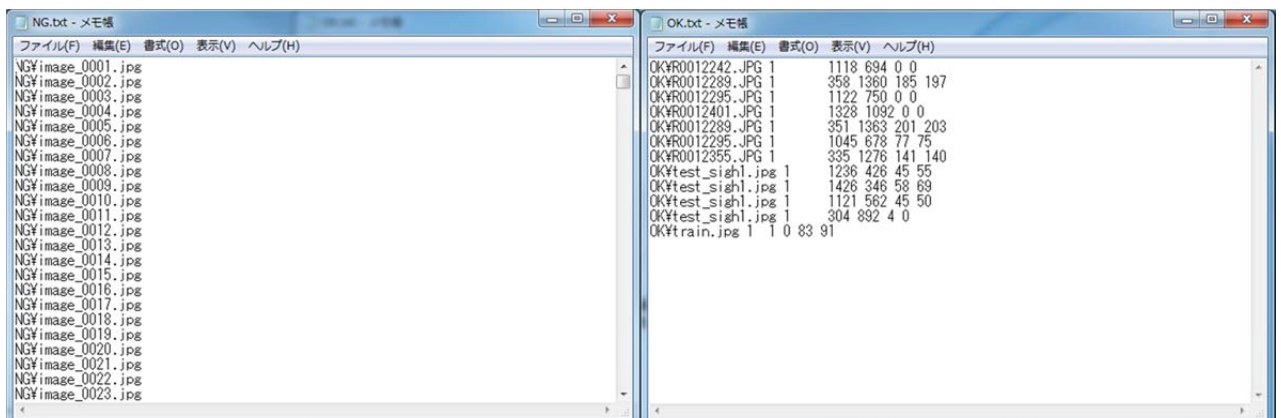 NG.txt - メモ帳
ファイル(F) 編集(E) 書式(O) 表示(V) ヘルプ(H)
NG¥image_0001.jpg
NG¥image_0002.jpg
NG¥image_0003.jpg
NG¥image_0004.jpg
NG¥image_0005.jpg
NG¥image_0006.jpg
NG¥image_0007.jpg
NG¥image_0008.jpg
NG¥image_0009.jpg
NG¥image_0010.jpg
NG¥image_0011.jpg
NG¥image_0012.jpg
NG¥image_0013.jpg
NG¥image_0014.jpg
NG¥image_0015.jpg
NG¥image_0016.jpg
NG¥image_0017.jpg
NG¥image_0018.jpg
NG¥image_0019.jpg
NG¥image_0020.jpg
NG¥image_0021.jpg
NG¥image_0022.jpg
NG¥image_0023.jpg
OK.txt - メモ帳
ファイル(F) 編集(E) 書式(O) 表示(V) ヘルプ(H)
OK¥R0012242.JPG 1 1118 694 0 0
OK¥R0012289.JPG 1 358 1360 185 197
OK¥R0012295.JPG 1 1122 750 0 0
OK¥R0012401.JPG 1 1328 1092 0 0
OK¥R0012289.JPG 1 351 1363 201 203
OK¥R0012295.JPG 1 1045 678 77 75
OK¥R0012355.JPG 1 335 1276 141 140
OK¥test_sigh1.jpg 1 1236 426 45 55
OK¥test_sigh1.jpg 1 1426 346 58 69
OK¥test_sigh1.jpg 1 1121 562 45 50
OK¥test_sigh1.jpg 1 304 892 4 0
OK¥train.jpg 1 1 0 83 91